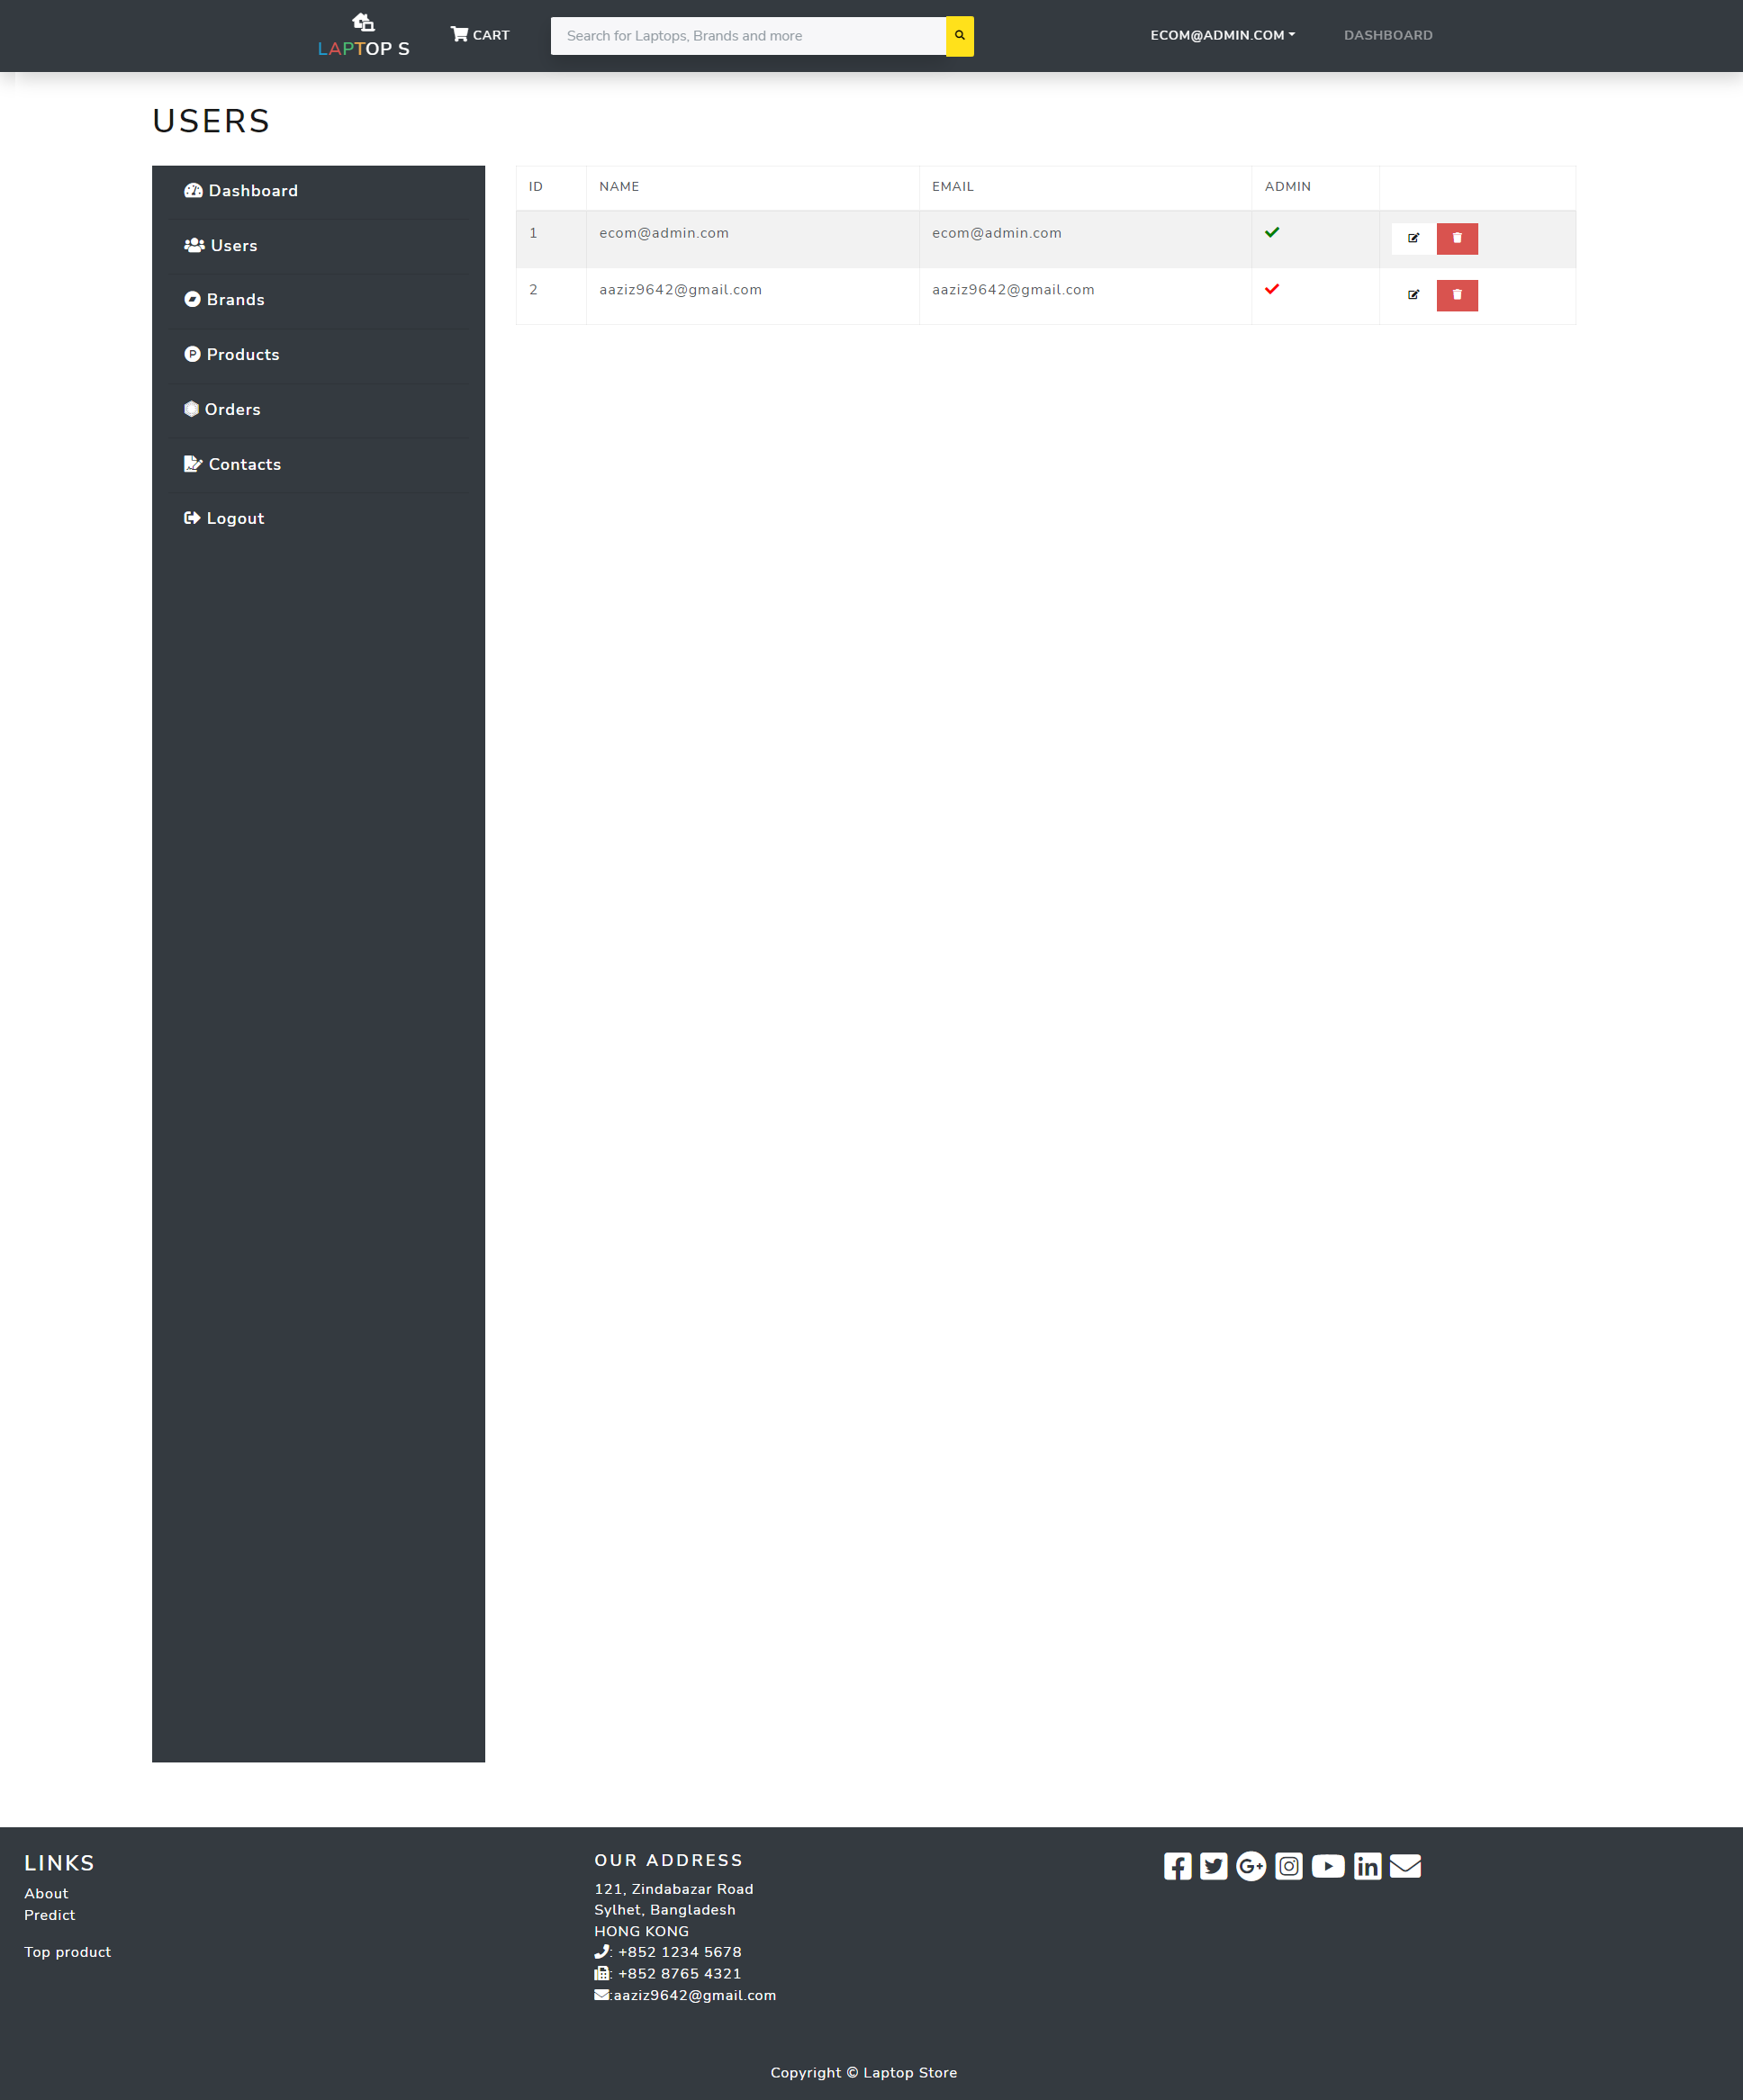 LAPTOP S
CART
Search for Laptops, Brands and more
ECOM@ADMIN.COM
DASHBOARD
USERS
Dashboard
Users
Brands
Products
Orders
Contacts
Logout
ID NAME EMAIL ADMIN
1 ecom@admin.com ecom@admin.com
2 aaziz9642@gmail.com aaziz9642@gmail.com
LINKS
About
Predict
Top product
OUR ADDRESS
121, Zindabazar Road
Sylhet, Bangladesh
HONG KONG
: +852 1234 5678
: +852 8765 4321
:aaziz9642@gmail.com
Copyright © Laptop Store